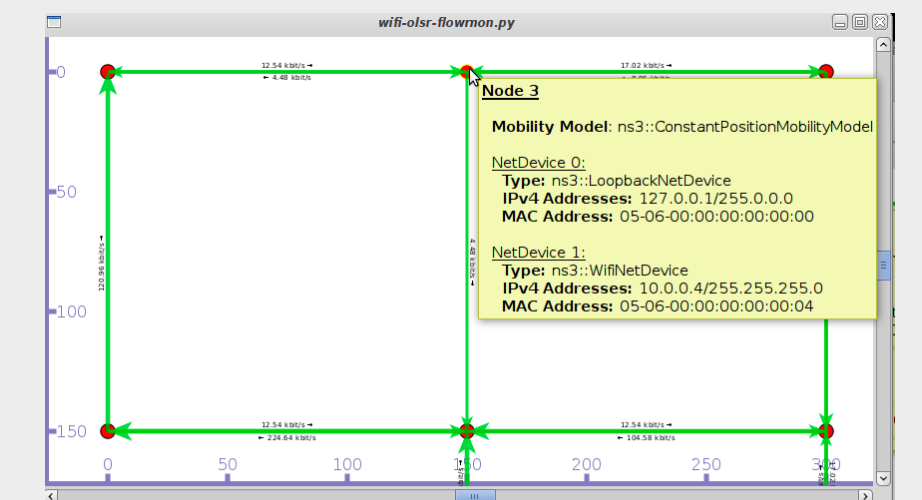 wifi-olsr-flowmon.py
12.54 kbit/s →
← 4.48 kbit/s
17.02 kbit/s →
0
Node 3
Mobility Model: ns3::ConstantPositionMobilityModel
NetDevice 0:
Type: ns3::LoopbackNetDevice
IPv4 Addresses: 127.0.0.1/255.0.0.0
MAC Address: 05-06-00:00:00:00:00:00
NetDevice 1:
Type: ns3::WifiNetDevice
IPv4 Addresses: 10.0.0.4/255.255.255.0
MAC Address: 05-06-00:00:00:00:00:04
50
120.96 kbit/s →
4.48 kbit/s →
100
150
12.54 kbit/s →
← 224.64 kbit/s
12.54 kbit/s →
← 104.58 kbit/s
0 50 100 150 200 250 300